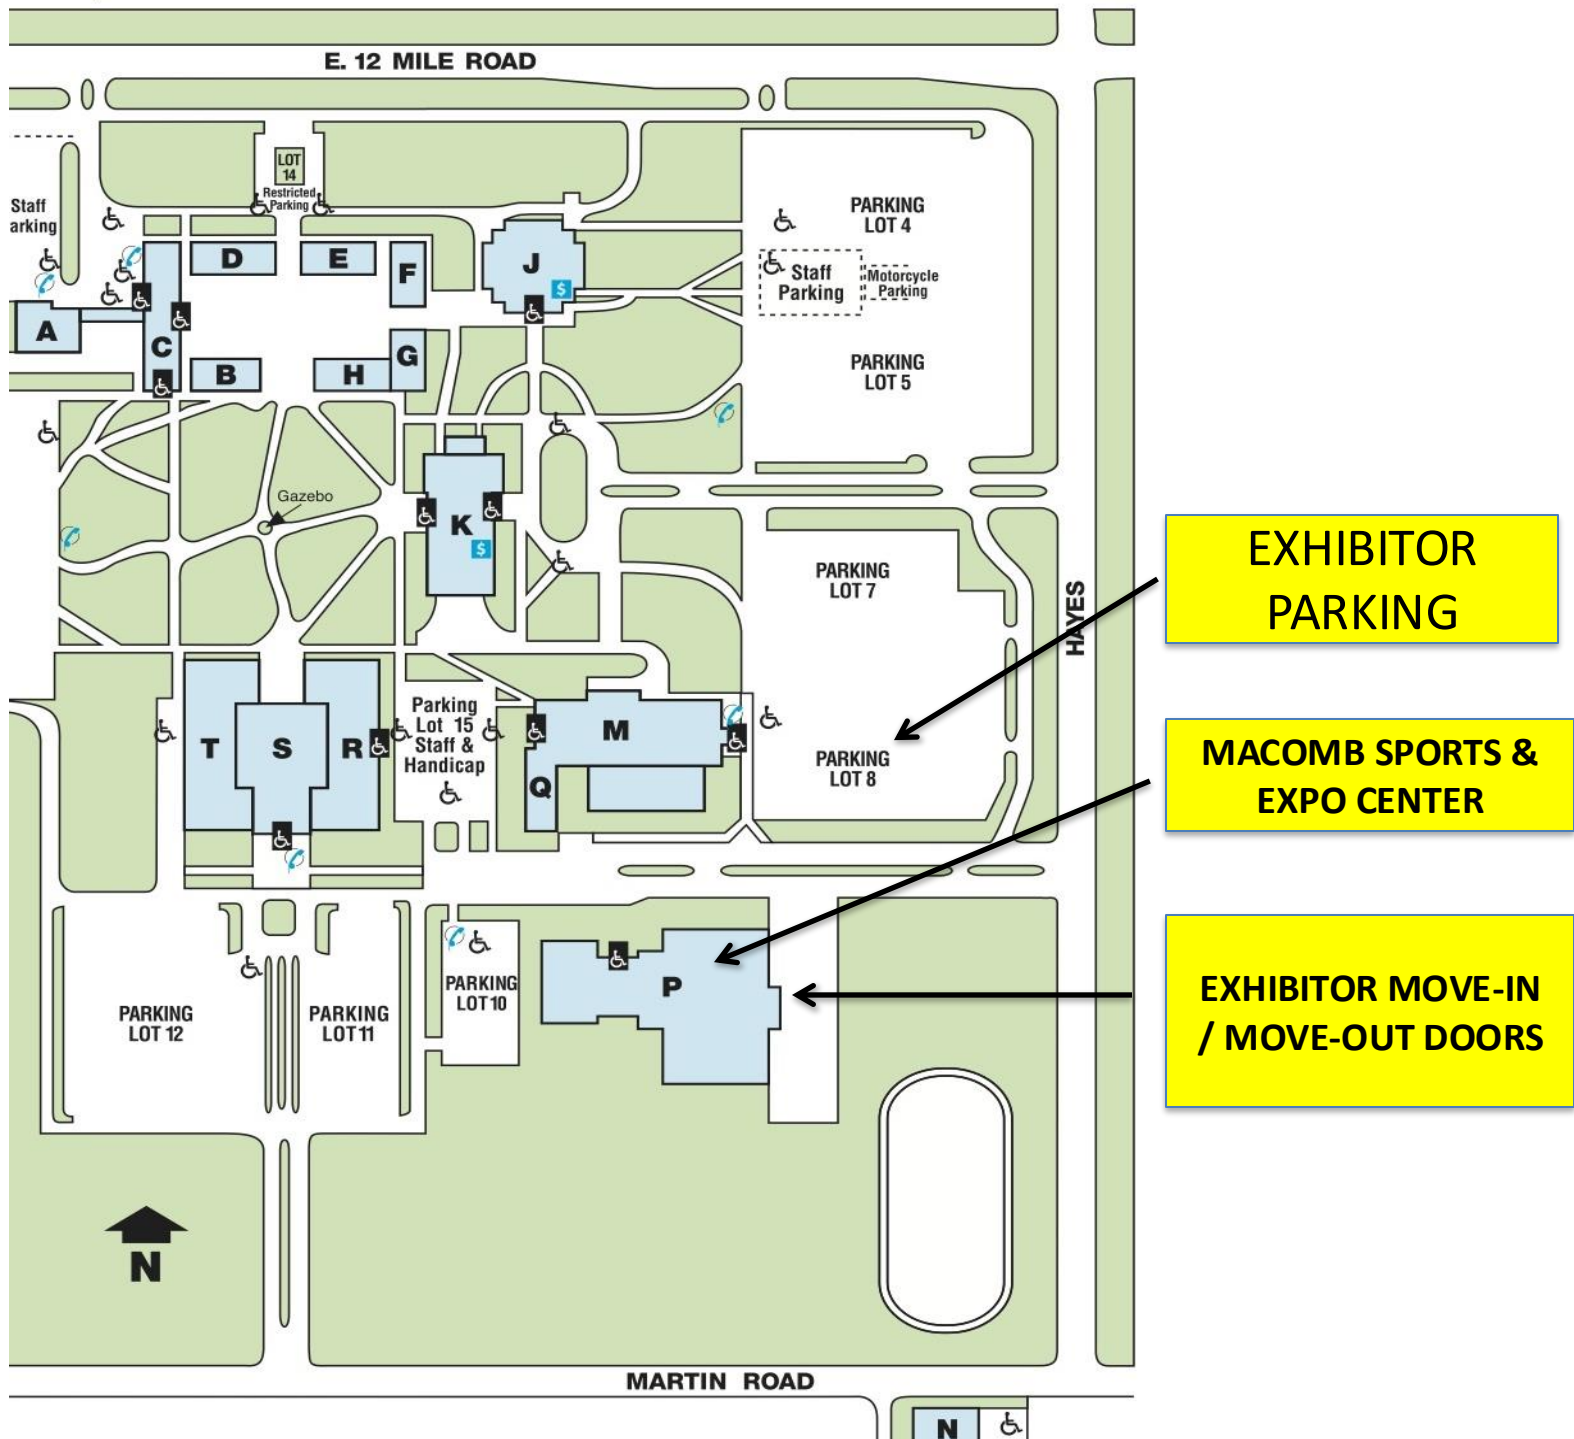 E. 12 MILE ROAD
LOT
14
Restricted
Parking
Staff
arking
PARKING
LOT 4
Staff
Parking
Motorcycle
Parking
D
E
F
J
$
A
C
B
H
G
PARKING
LOT 5
Gazebo
K
$
PARKING
LOT 7
HAYES
EXHIBITOR
PARKING
T
S
R
Parking
Lot 15
Staff &
Handicap
M
Q
PARKING
LOT 8
MACOMB SPORTS &
EXPO CENTER
PARKING
LOT 12
PARKING
LOT 11
PARKING
LOT 10
P
EXHIBITOR MOVE-IN
/ MOVE-OUT DOORS
N
MARTIN ROAD
N